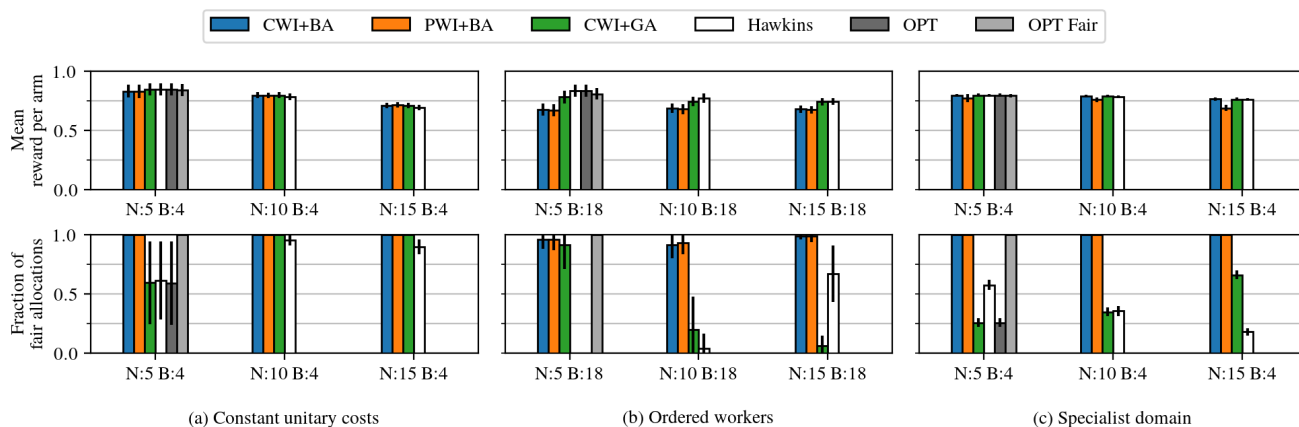 CWI+BA PWI+BA CWI+GA Hawkins OPT OPT Fair
Mean
reward per arm
1.0
0.5
0.0
N:5 B:4 N:10 B:4 N:15 B:4
N:5 B:18 N:10 B:18 N:15 B:18
N:5 B:4 N:10 B:4 N:15 B:4
Fraction of
fair allocations
1.0
0.5
0.0
N:5 B:4 N:10 B:4 N:15 B:4
N:5 B:18 N:10 B:18 N:15 B:18
N:5 B:4 N:10 B:4 N:15 B:4
(a) Constant unitary costs
(b) Ordered workers
(c) Specialist domain